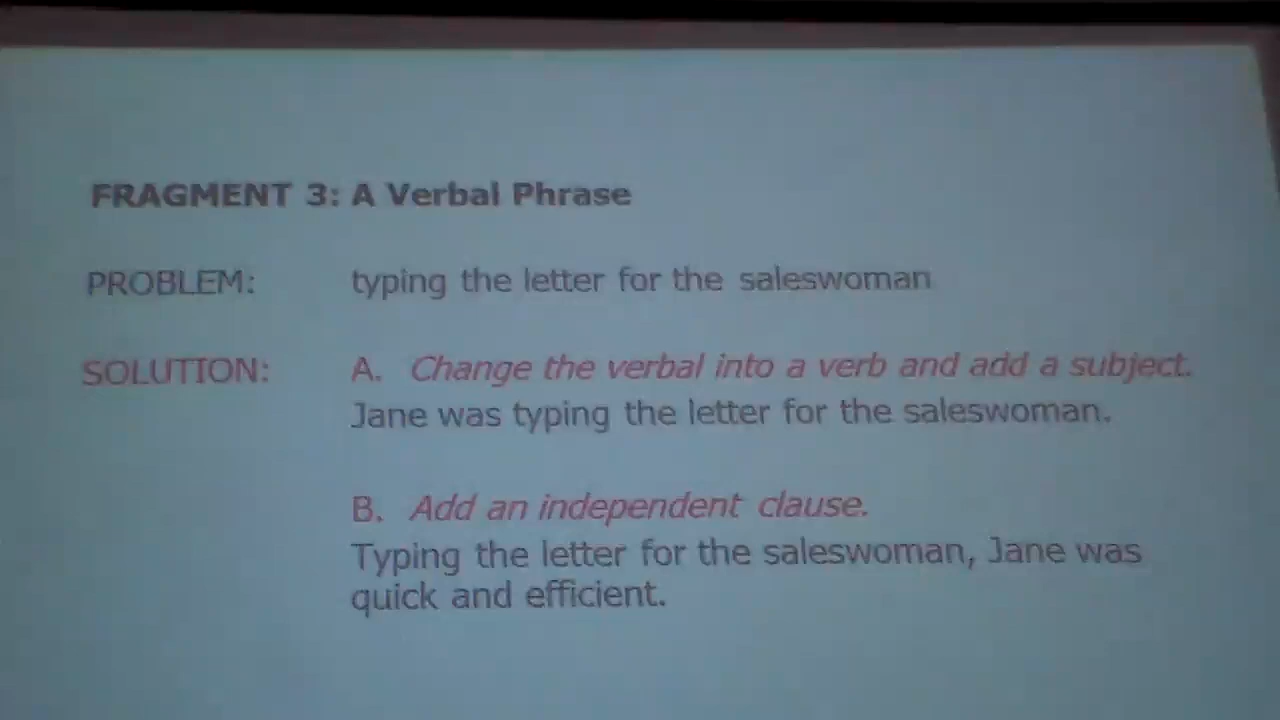 FRAGMENT 3: A Verbal Phrase
PROBLEM: typing the letter for the saleswoman
SOLUTION: A. Change the verbal into a verb and add a subject.
Jane was typing the letter for the saleswoman.
B. Add an independent clause.
Typing the letter for the saleswoman, Jane was
quick and efficient.